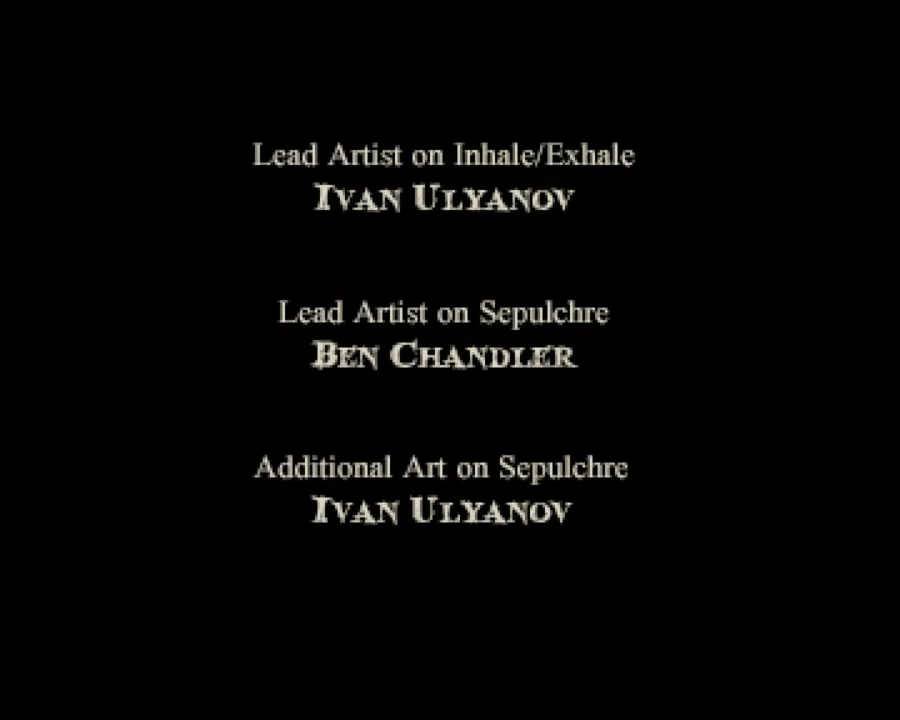 Lead Artist on Inhale/Exhale
IVAN ULYANOV
Lead Artist on Sepulchre
BEN CHANDLER
Additional Art on Sepulchre
IVAN ULYANOV